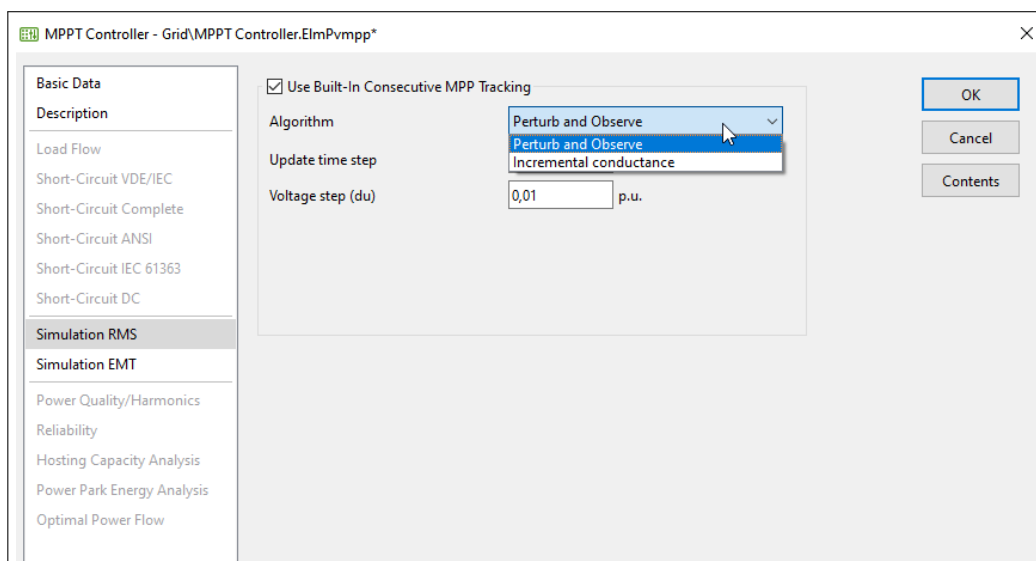 MPPT Controller - Grid\MPPT Controller.ElmPvmpp*
Basic Data
Description
Load Flow
Short-Circuit VDE/IEC
Short-Circuit Complete
Short-Circuit ANSI
Short-Circuit IEC 61363
Short-Circuit DC
Simulation RMS
Simulation EMT
Power Quality/Harmonics
Reliability
Hosting Capacity Analysis
Power Park Energy Analysis
Optimal Power Flow
Use Built-In Consecutive MPP Tracking
Algorithm Perturb and Observe
Perturb and Observe
Incremental conductance
Update time step
Voltage step (du) 0,01 p.u.
OK
Cancel
Contents